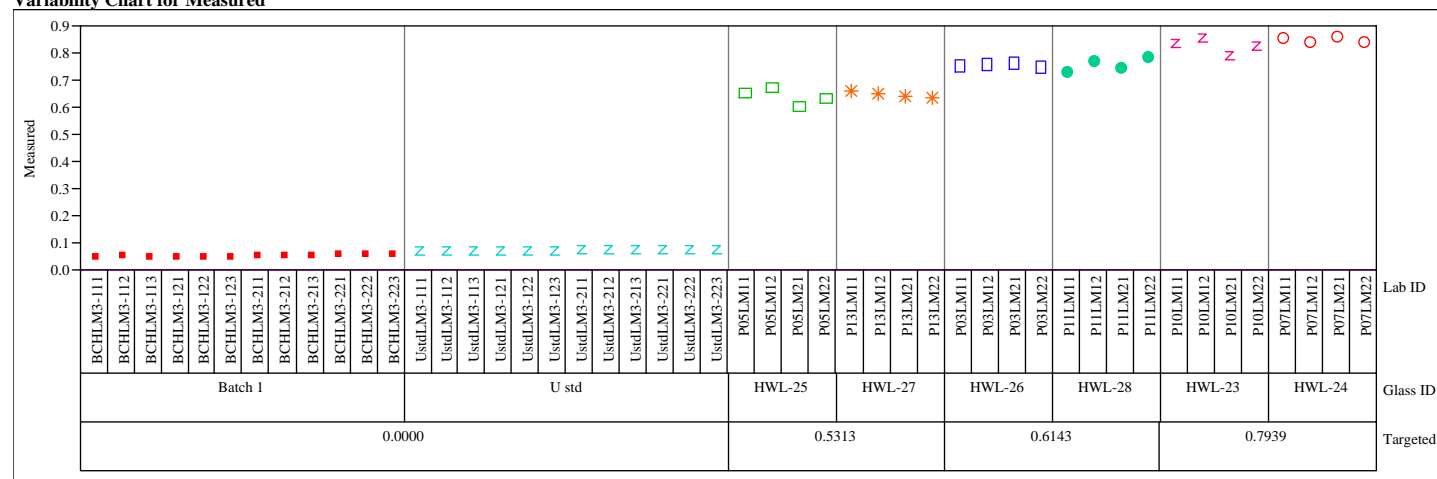 Variability Chart for Measured
Measured
0.9
0.8
0.7
0.6
0.5
0.4
0.3
0.2
0.1
0.0
BCHLM3-111
BCHLM3-112
BCHLM3-113
BCHLM3-121
BCHLM3-122
BCHLM3-123
BCHLM3-211
BCHLM3-212
BCHLM3-213
BCHLM3-221
BCHLM3-222
BCHLM3-223
UstdLM3-111
UstdLM3-112
UstdLM3-113
UstdLM3-121
UstdLM3-122
UstdLM3-123
UstdLM3-211
UstdLM3-212
UstdLM3-213
UstdLM3-221
UstdLM3-222
UstdLM3-223
P05LM11
P05LM12
P05LM21
P05LM22
P13LM11
P13LM12
P13LM21
P13LM22
P03LM11
P03LM12
P03LM21
P03LM22
P11LM11
P11LM12
P11LM21
P11LM22
P10LM11
P10LM12
P10LM21
P10LM22
P07LM11
P07LM12
P07LM21
P07LM22
Lab ID
Batch 1 U std HWL-25 HWL-27 HWL-26 HWL-28 HWL-23 HWL-24 Glass ID
0.0000 0.5313 0.6143 0.7939 Targeted